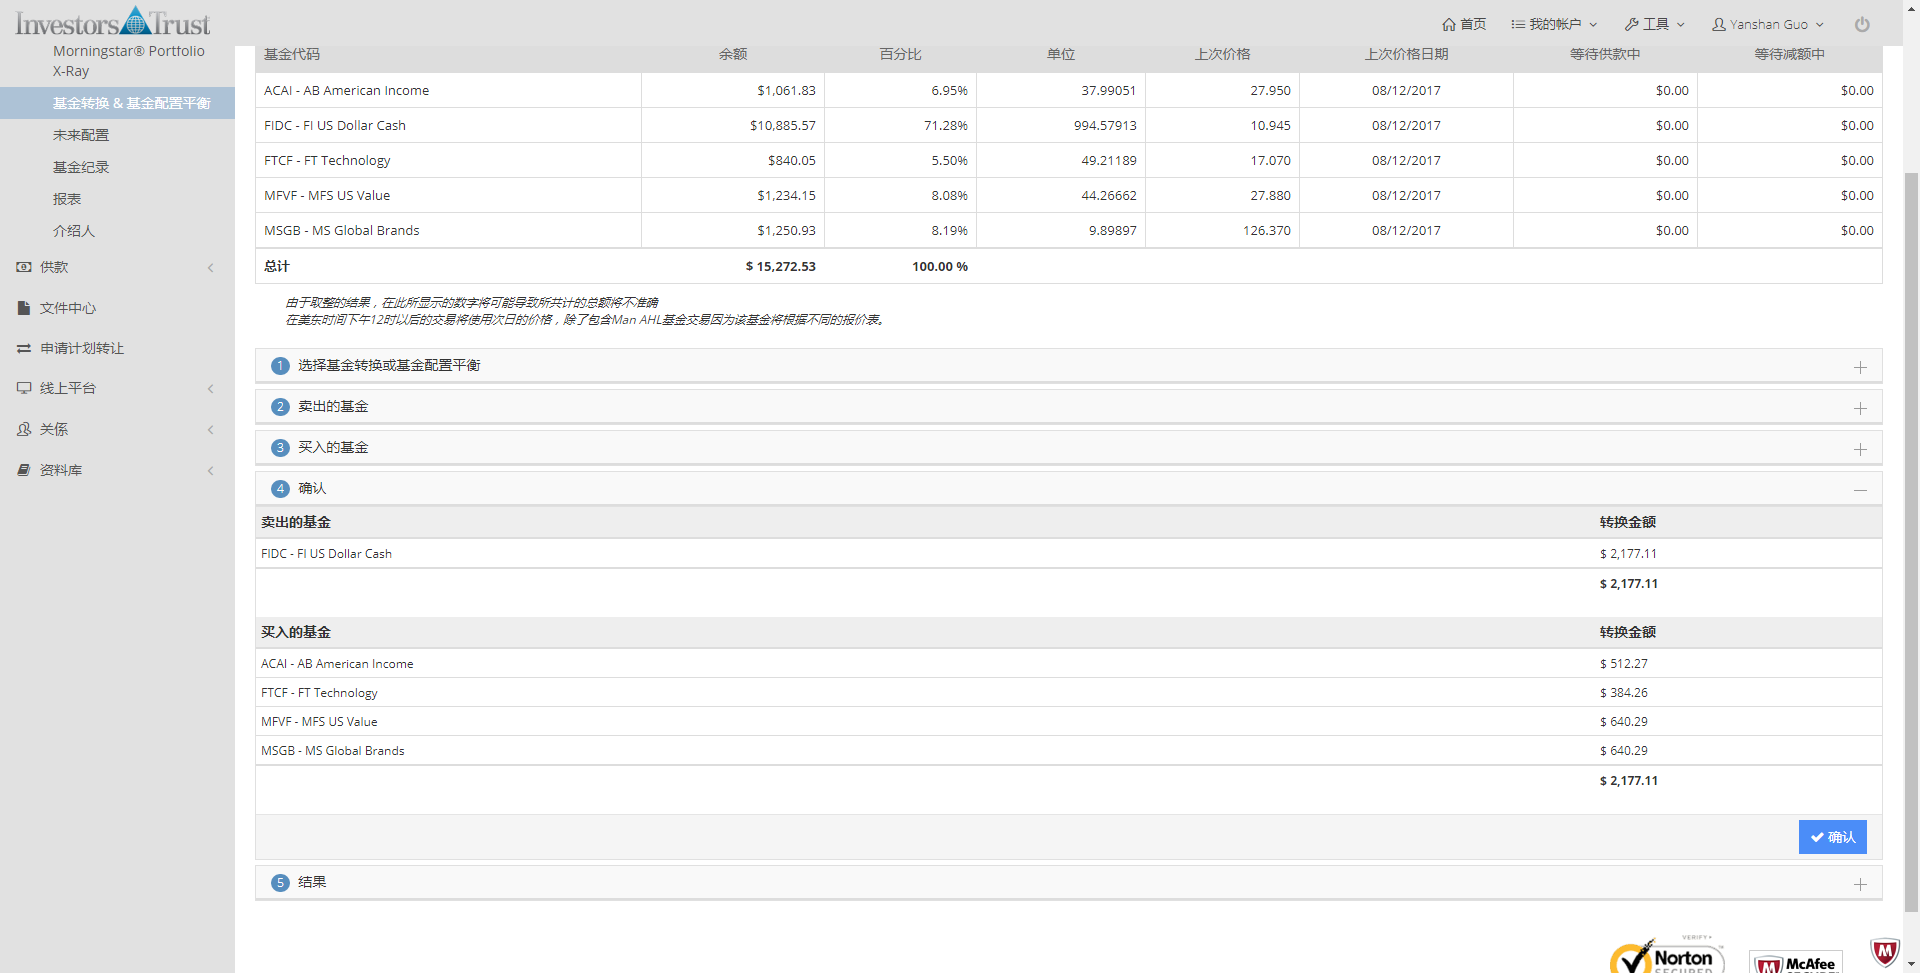 Investors Trust
首页 我的帐户 工具 Yanshan Guo
Morningstar® Portfolio
X-Ray
基金转换 & 基金配置平衡
未来配置
基金纪录
报表
介绍人
供款
文件中心
申请计划转让
线上平台
关係
资料库
基金代码 余额 百分比 单位 上次价格 上次价格日期 等待供款中 等待减额中
ACAI - AB American Income $1,061.83 6.95% 37.99051 27.950 08/12/2017 $0.00 $0.00
FIDC - FI US Dollar Cash $10,885.57 71.28% 994.57913 10.945 08/12/2017 $0.00 $0.00
FTCF - FT Technology $840.05 5.50% 49.21189 17.070 08/12/2017 $0.00 $0.00
MFVF - MFS US Value $1,234.15 8.08% 44.26662 27.880 08/12/2017 $0.00 $0.00
MSGB - MS Global Brands $1,250.93 8.19% 9.89897 126.370 08/12/2017 $0.00 $0.00
总计 $ 15,272.53 100.00 %
由于取整的结果，在此所显示的数字将可能导致所共计的总额将不准确
在美东时间下午12时以后的交易将使用次日的价格，除了包含Man AHL基金交易因为该基金将根据不同的报价表。
1 选择基金转换或基金配置平衡
2 卖出的基金
3 买入的基金
4 确认
卖出的基金 转换金额
FIDC - FI US Dollar Cash $ 2,177.11
$ 2,177.11
买入的基金 转换金额
ACAI - AB American Income $ 512.27
FTCF - FT Technology $ 384.26
MFVF - MFS US Value $ 640.29
MSGB - MS Global Brands $ 640.29
$ 2,177.11
确认
5 结果
VERIFY
Norton
SECURED
McAfee